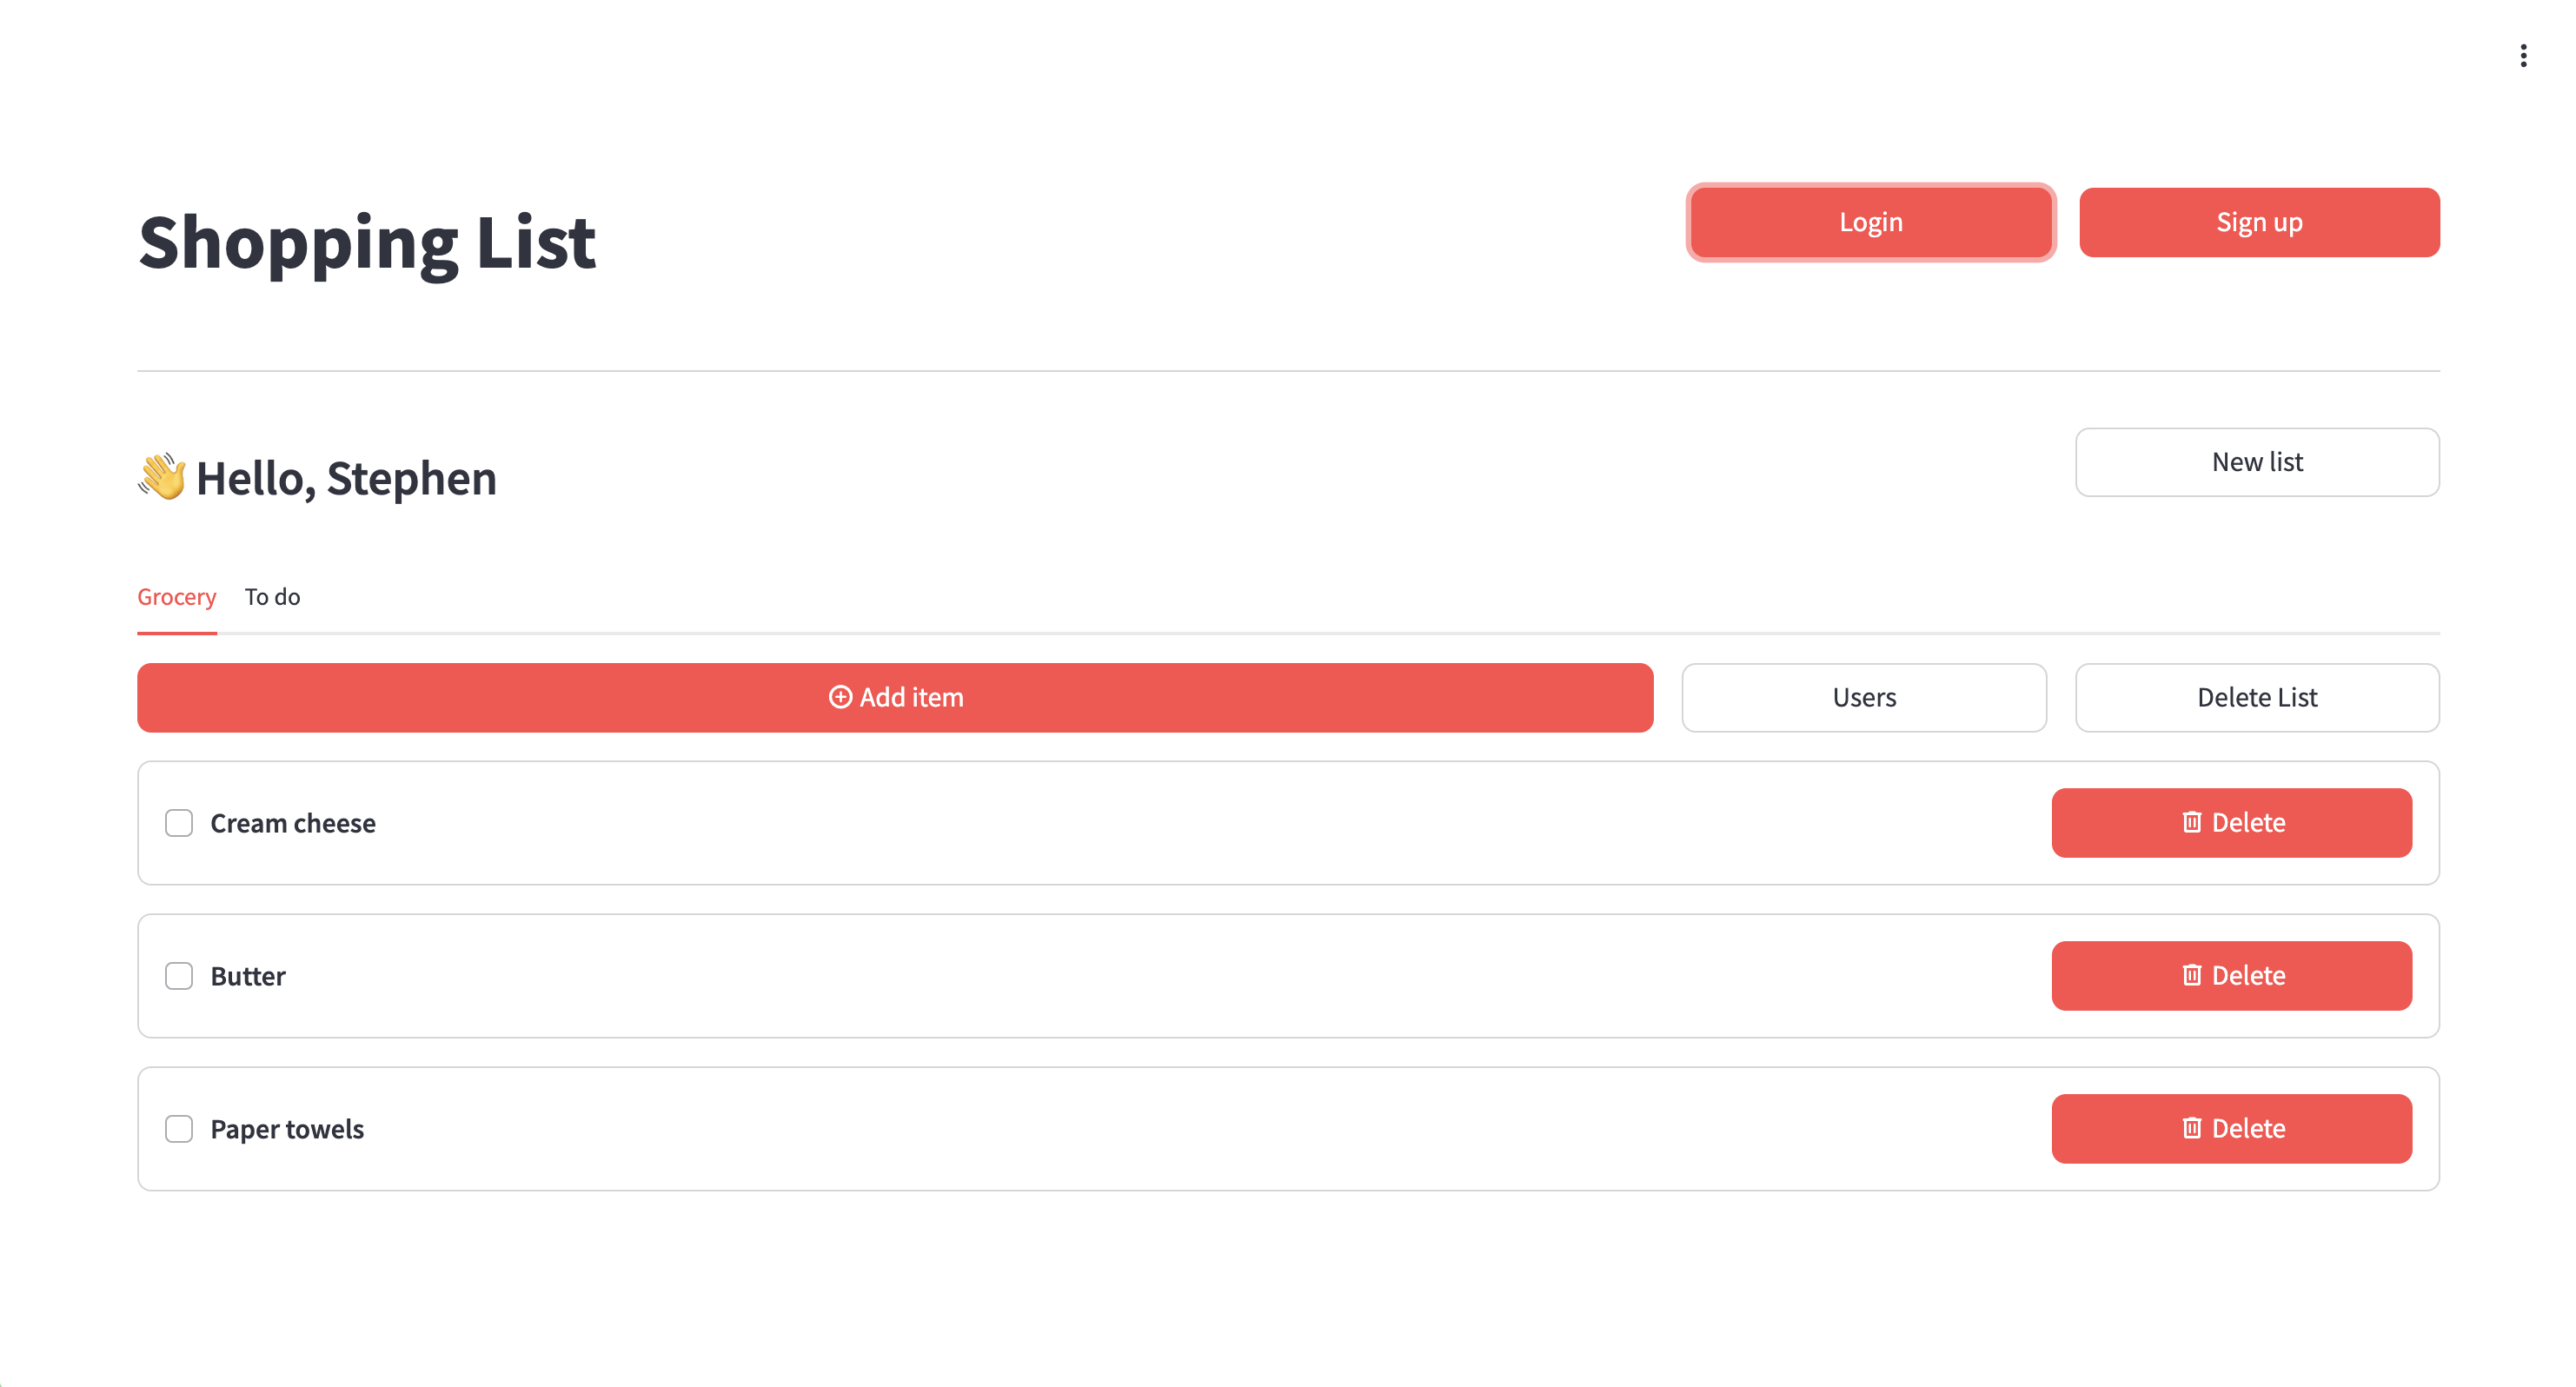 Shopping List
Login
Sign up
👋 Hello, Stephen
New list
Grocery
To do
Add item
Users
Delete List
Cream cheese
Delete
Butter
Delete
Paper towels
Delete